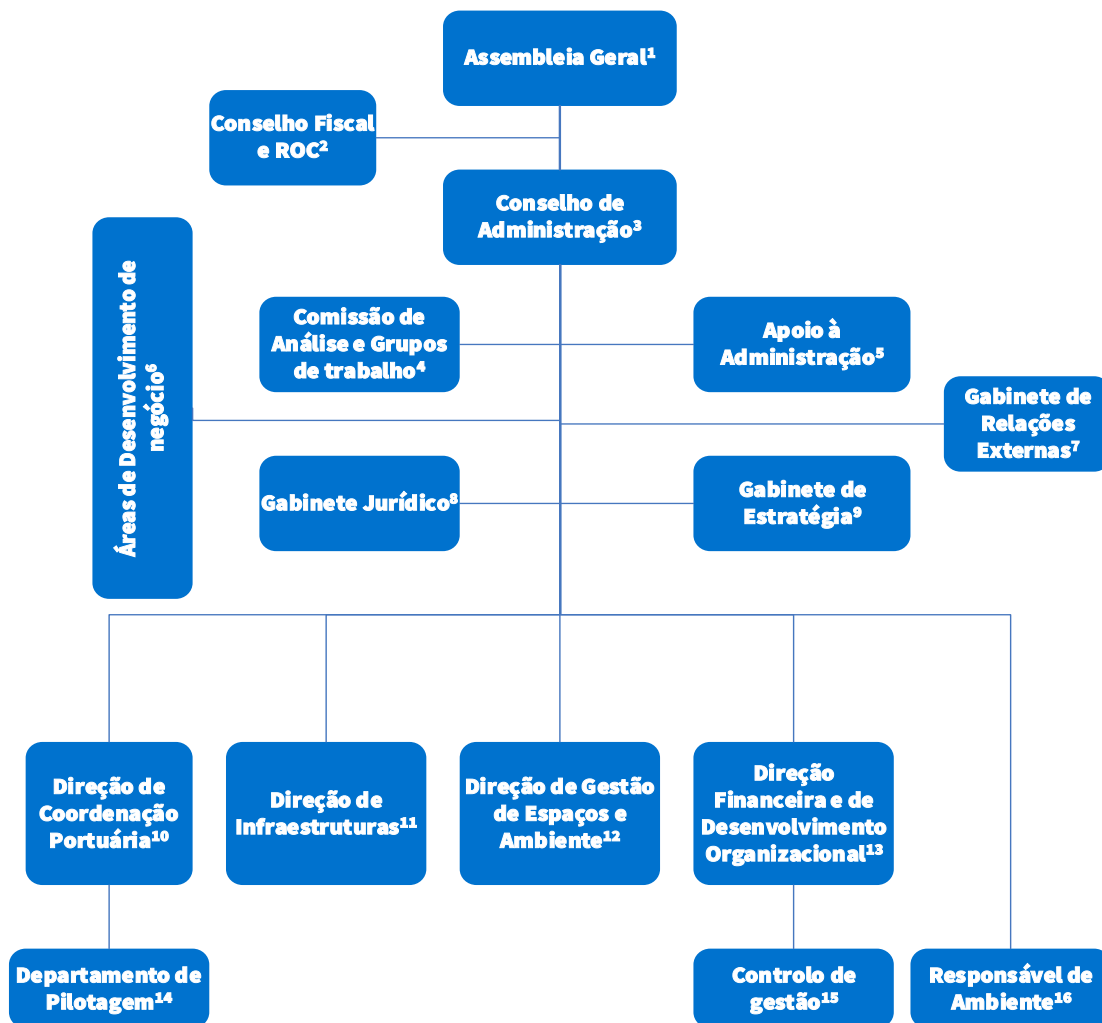 Assembleia Geral¹
Conselho Fiscal
e ROC²
Conselho de
Administração³
Áreas de Desenvolvimento de
negócio⁶
Comissão de
Análise e Grupos
de trabalho⁴
Apoio à
Administração⁵
Gabinete de
Relações
Externas⁷
Gabinete Jurídico⁸
Gabinete de
Estratégia⁹
Direção de
Coordenação
Portuária¹⁰
Direção de
Infraestruturas¹¹
Direção de Gestão
de Espaços e
Ambiente¹²
Direção
Financeira e de
Desenvolvimento
Organizacional¹³
Departamento de
Pilotagem¹⁴
Controlo de
gestão¹⁵
Responsável de
Ambiente¹⁶